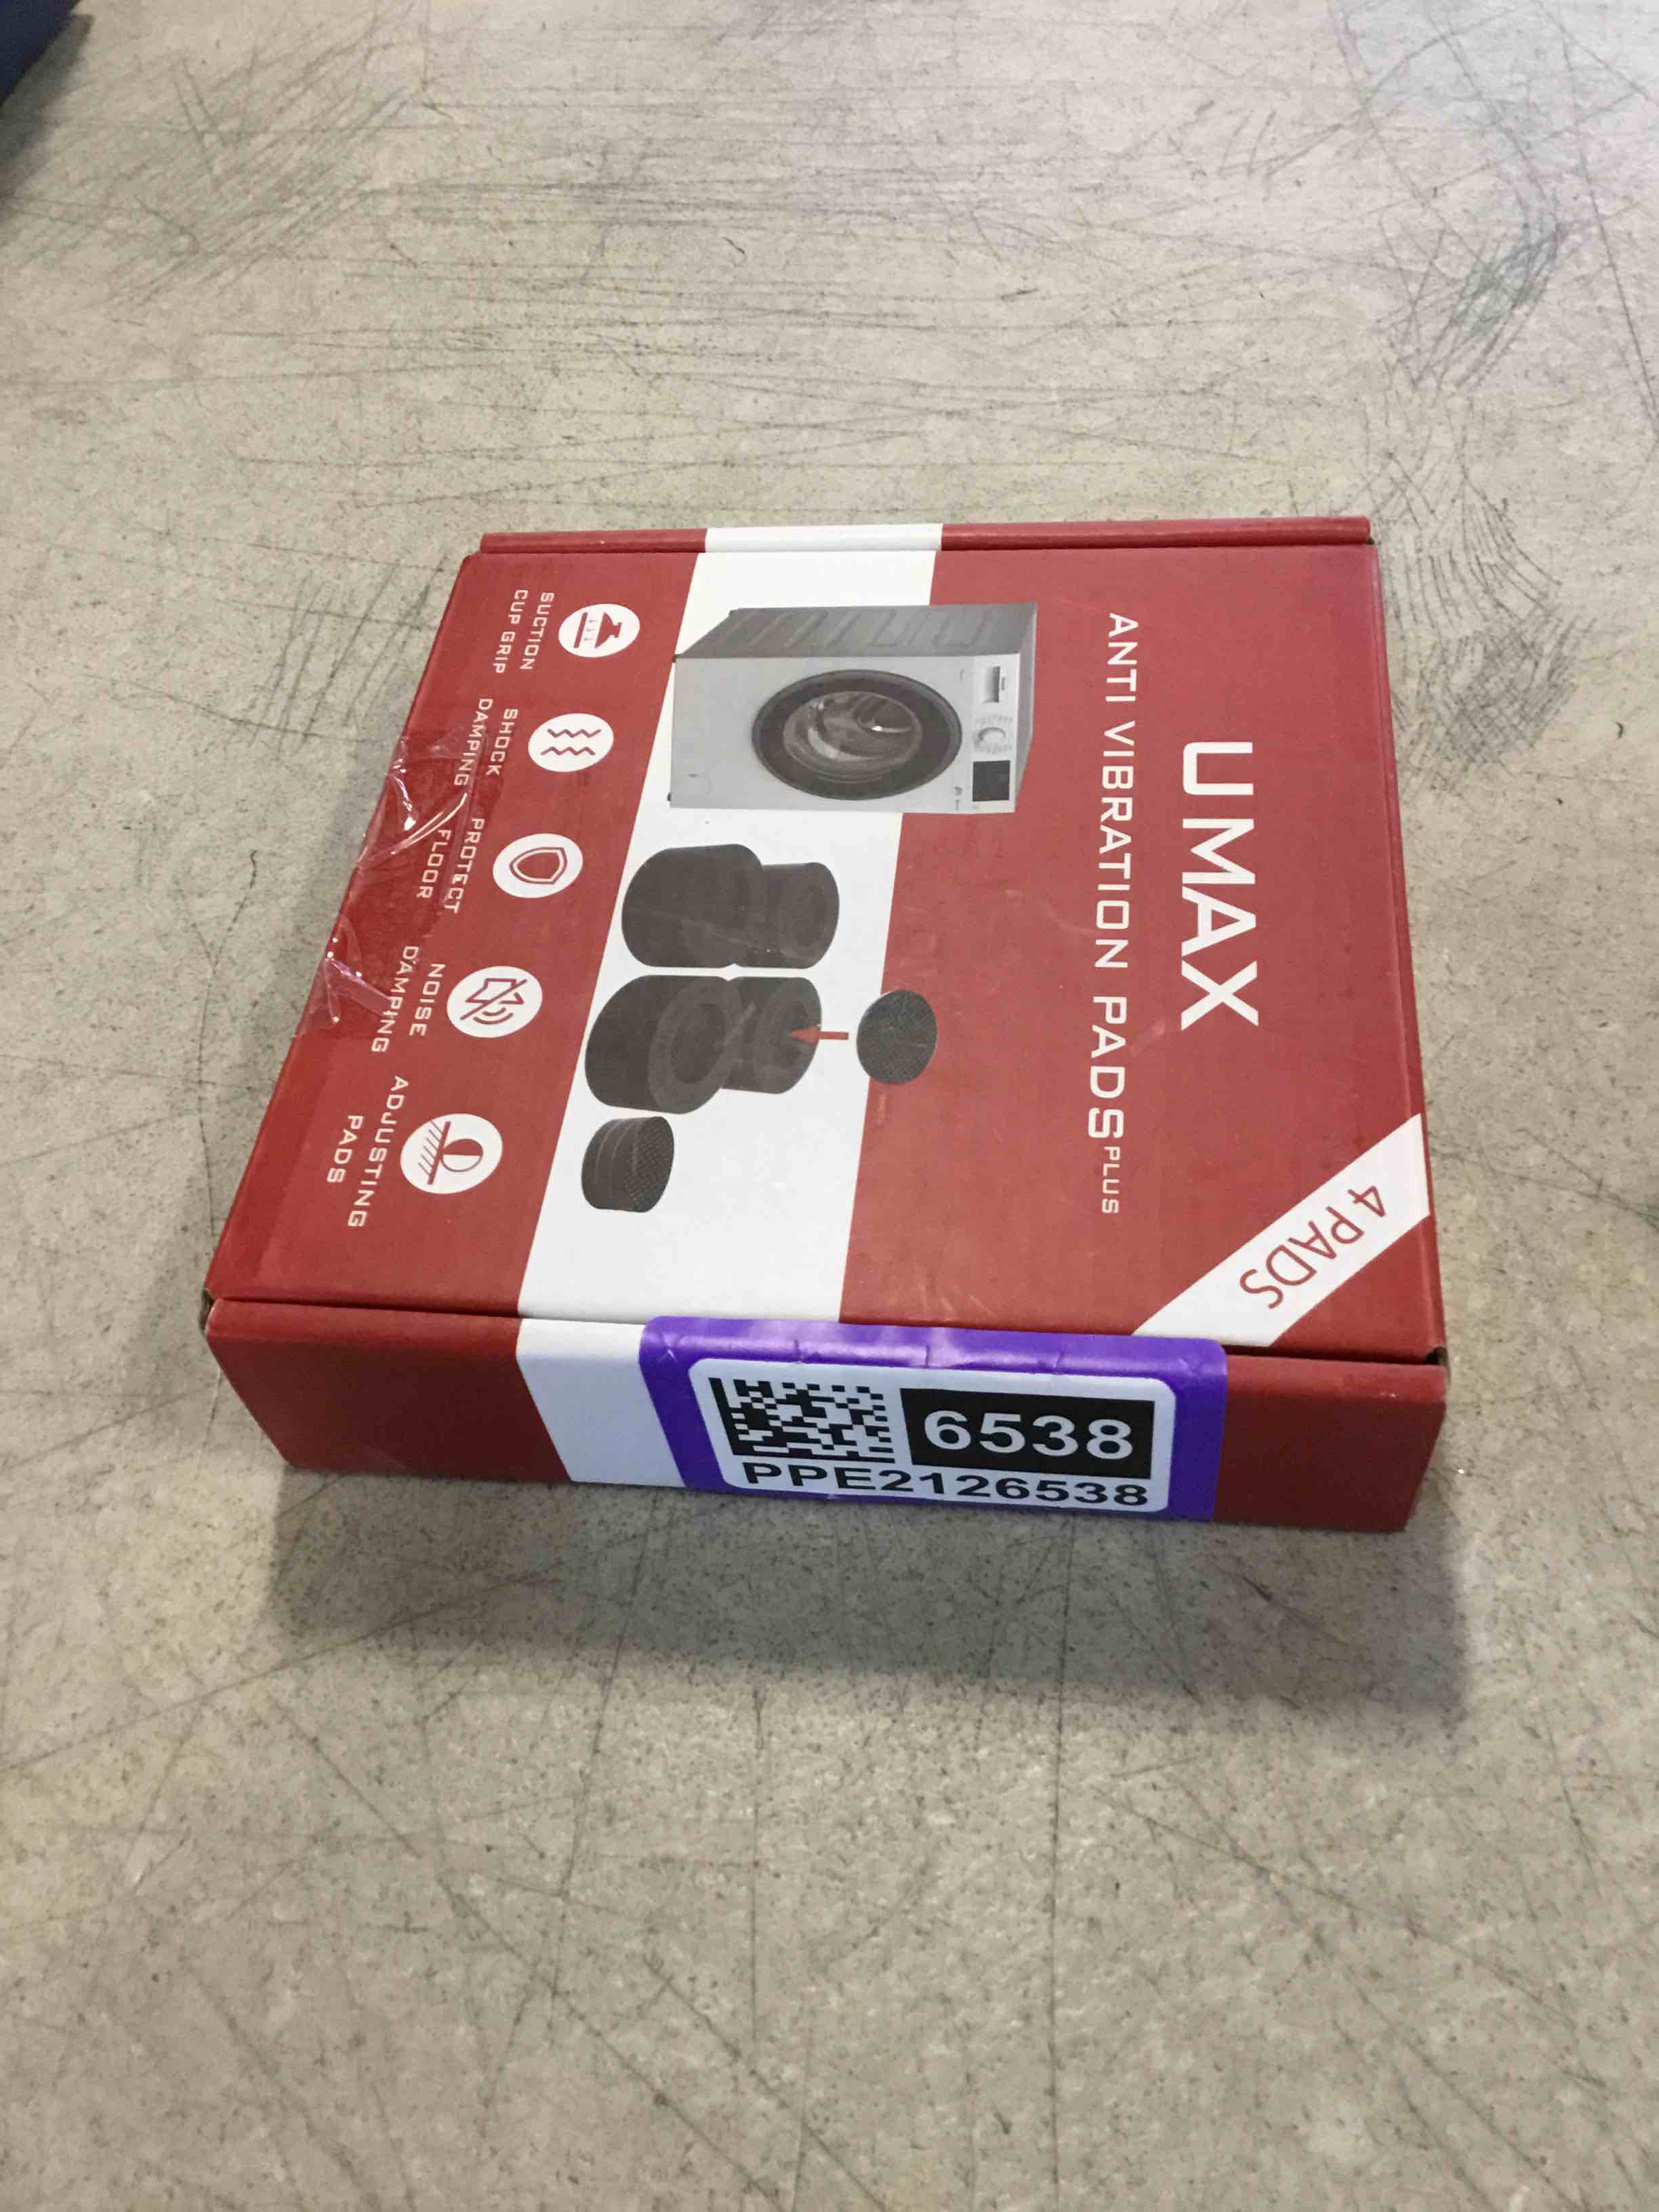 UMAX
ANTI VIBRATION PADS PLUS
4 PADS
SUCTION
CUP GRIP
SHOCK
DAMPING
PROTECT
FLOOR
NOISE
DAMPING
ADJUSTING
PADS
6538
PPE2126538